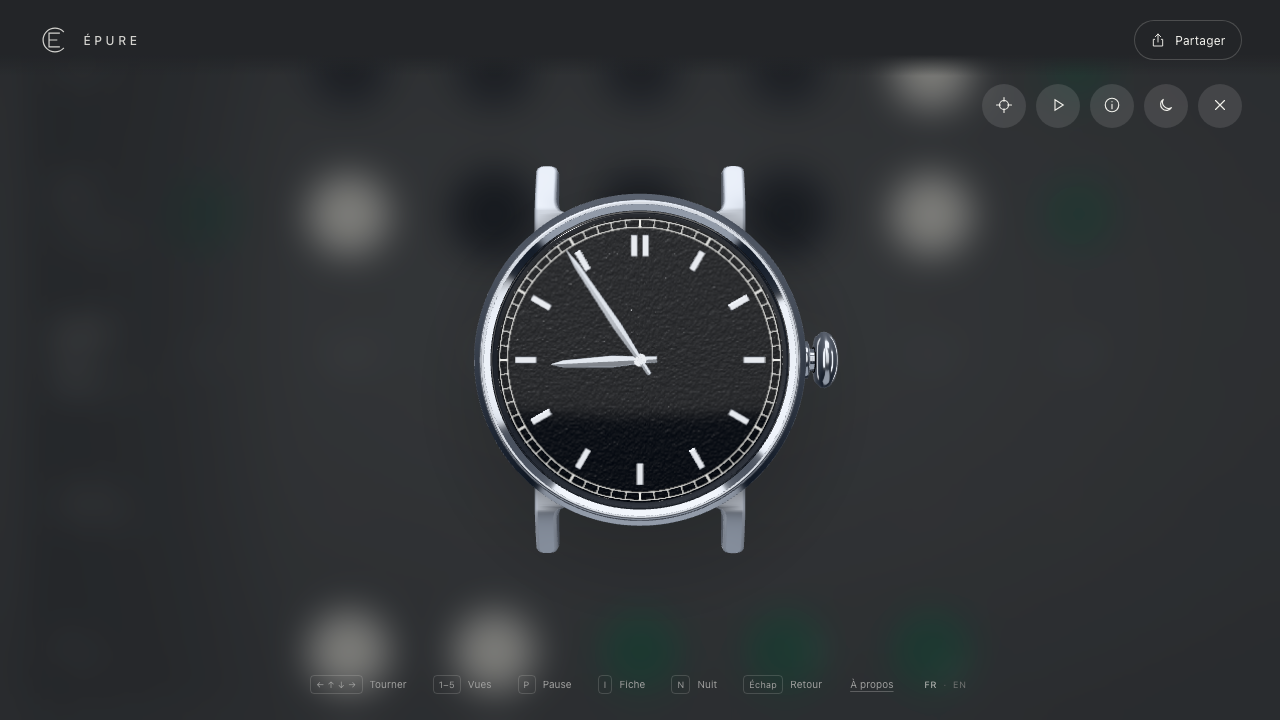 ÉPURE
Partager
← ↑ ↓ → Tourner 1–5 Vues P Pause I Fiche N Nuit Échap Retour À propos FR · EN